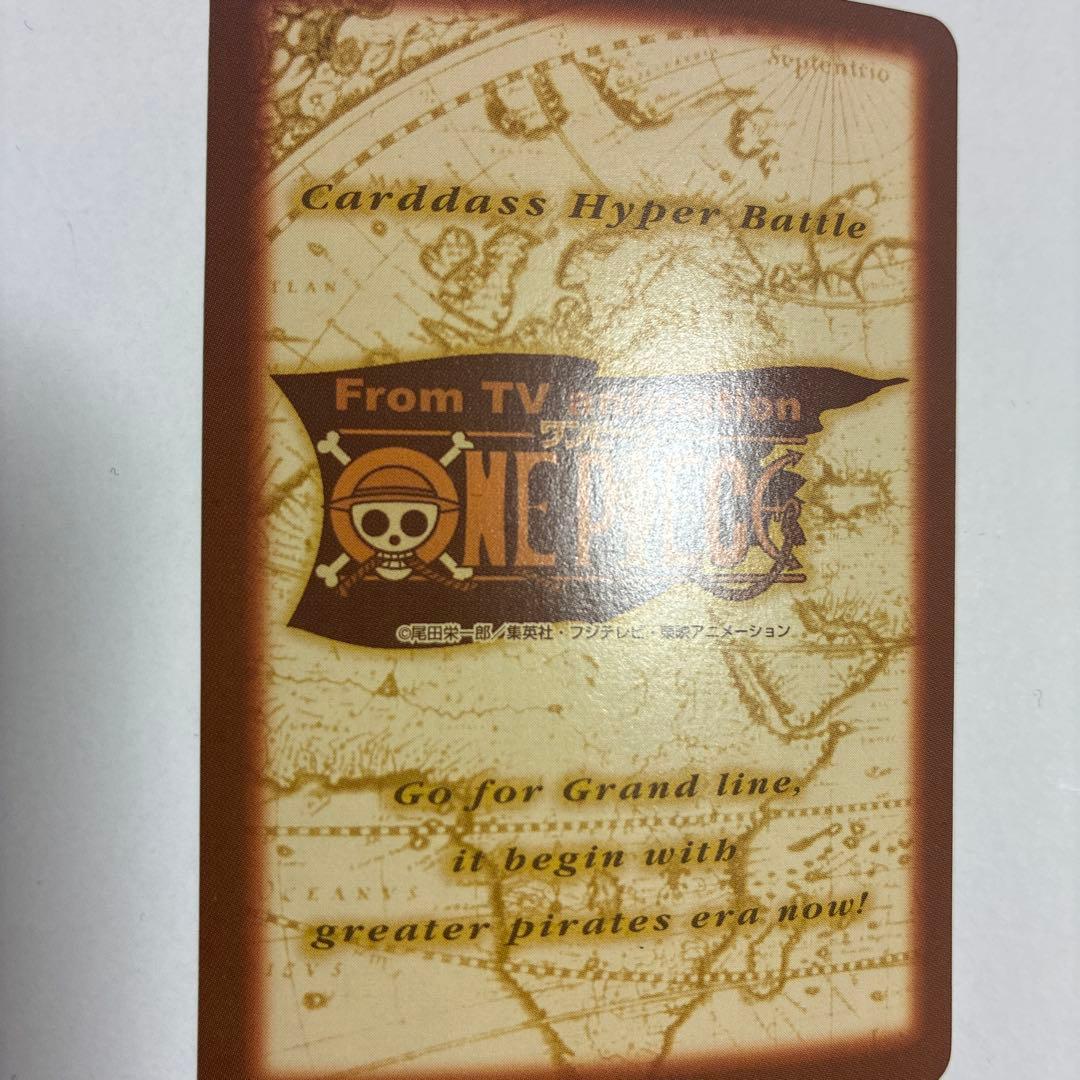 Septentrio
Carddass Hyper Battle
TLAN
From TV animation
ワンピース
ONE PIECE
©尾田栄一郎／集英社・フジテレビ・東映アニメーション
Go for Grand line,
it begin with
CEANVS
greater pirates era now!